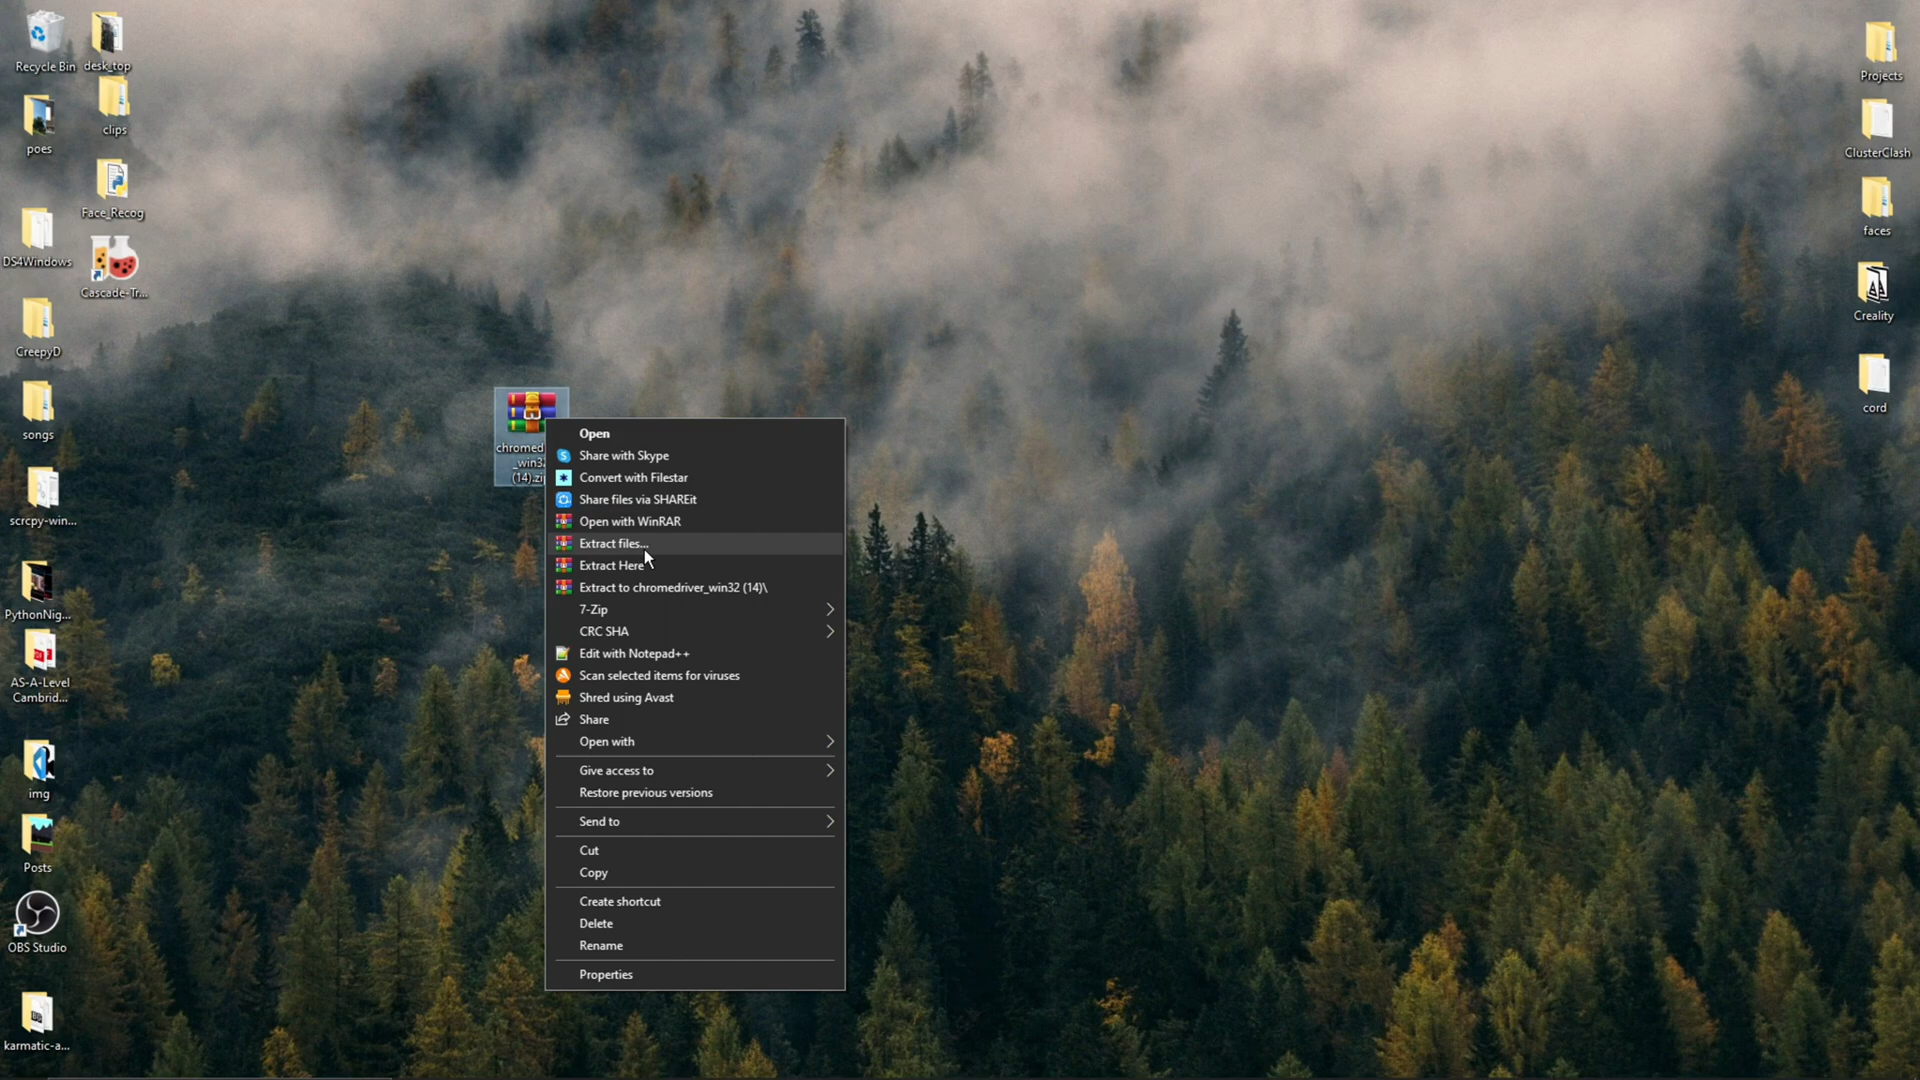 Recycle Bin
desk_top
poes
clips
Face_Recog
DS4Windows
Cascade-Tr...
CreepyD
songs
scrcpy-win...
PythonNig...
AS-A-Level
Cambrid...
img
Posts
OBS Studio
karmatic-a...
chromed
_win32
(14).zip
Open
Share with Skype
Convert with Filestar
Share files via SHAREit
Open with WinRAR
Extract files...
Extract Here
Extract to chromedriver_win32 (14)\
7-Zip
CRC SHA
Edit with Notepad++
Scan selected items for viruses
Shred using Avast
Share
Open with
Give access to
Restore previous versions
Send to
Cut
Copy
Create shortcut
Delete
Rename
Properties
Projects
ClusterClash
faces
Creality
cord